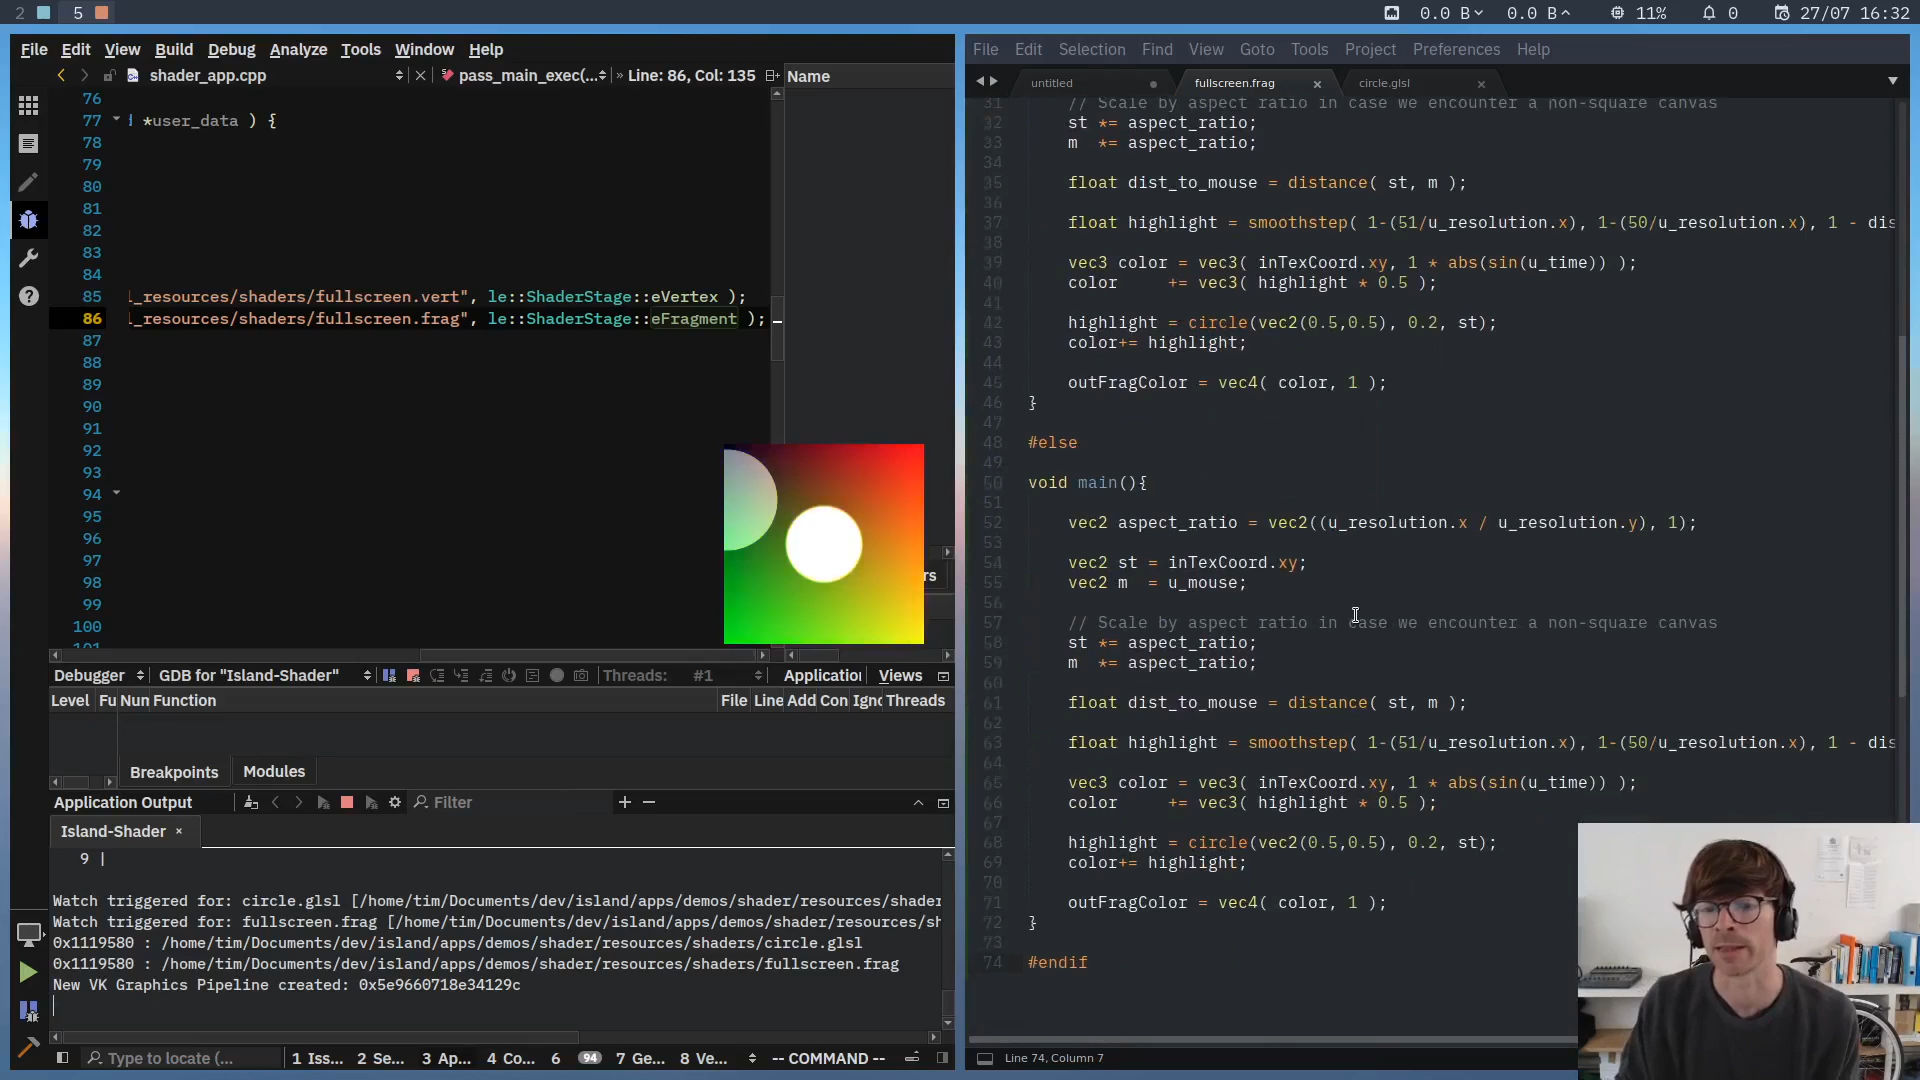 2 5 0.0 B 0.0 B 11% 0 27/07 16:32
File Edit View Build Debug Analyze Tools Window Help
shader_app.cpp pass_main_exec(... » Line: 86, Col: 135 Name
76
77 *user_data ) {
78
79
80
81
82
83
84
85 l_resources/shaders/fullscreen.vert", le::ShaderStage::eVertex );
86 l_resources/shaders/fullscreen.frag", le::ShaderStage::eFragment );
87
88
89
90
91
92
93
94
95
96
97
98
99
100
rs
Debugger GDB for "Island-Shader" Threads: #1 Application Views
Level Fu Nun Function File Line Add Con Igno Threads
Breakpoints Modules
Application Output Filter
Island-Shader ×
9 |
Watch triggered for: circle.glsl [/home/tim/Documents/dev/island/apps/demos/shader/resources/shader
Watch triggered for: fullscreen.frag [/home/tim/Documents/dev/island/apps/demos/shader/resources/sh
0x1119580 : /home/tim/Documents/dev/island/apps/demos/shader/resources/shaders/circle.glsl
0x1119580 : /home/tim/Documents/dev/island/apps/demos/shader/resources/shaders/fullscreen.frag
New VK Graphics Pipeline created: 0x5e9660718e34129c
Type to locate (... 1 Iss... 2 Se... 3 Ap... 4 Co... 6 94 7 Ge... 8 Ve... -- COMMAND --
File Edit Selection Find View Goto Tools Project Preferences Help
untitled fullscreen.frag × circle.glsl ×
31 // Scale by aspect ratio in case we encounter a non-square canvas
32 st *= aspect_ratio;
33 m *= aspect_ratio;
34
35 float dist_to_mouse = distance( st, m );
36
37 float highlight = smoothstep( 1-(51/u_resolution.x), 1-(50/u_resolution.x), 1 - dis
38
39 vec3 color = vec3( inTexCoord.xy, 1 * abs(sin(u_time)) );
40 color += vec3( highlight * 0.5 );
41
42 highlight = circle(vec2(0.5,0.5), 0.2, st);
43 color+= highlight;
44
45 outFragColor = vec4( color, 1 );
46 }
47
48 #else
49
50 void main(){
51
52 vec2 aspect_ratio = vec2((u_resolution.x / u_resolution.y), 1);
53
54 vec2 st = inTexCoord.xy;
55 vec2 m = u_mouse;
56
57 // Scale by aspect ratio in case we encounter a non-square canvas
58 st *= aspect_ratio;
59 m *= aspect_ratio;
60
61 float dist_to_mouse = distance( st, m );
62
63 float highlight = smoothstep( 1-(51/u_resolution.x), 1-(50/u_resolution.x), 1 - dis
64
65 vec3 color = vec3( inTexCoord.xy, 1 * abs(sin(u_time)) );
66 color += vec3( highlight * 0.5 );
67
68 highlight = circle(vec2(0.5,0.5), 0.2, st);
69 color+= highlight;
70
71 outFragColor = vec4( color, 1 );
72 }
73
74 #endif
Line 74, Column 7